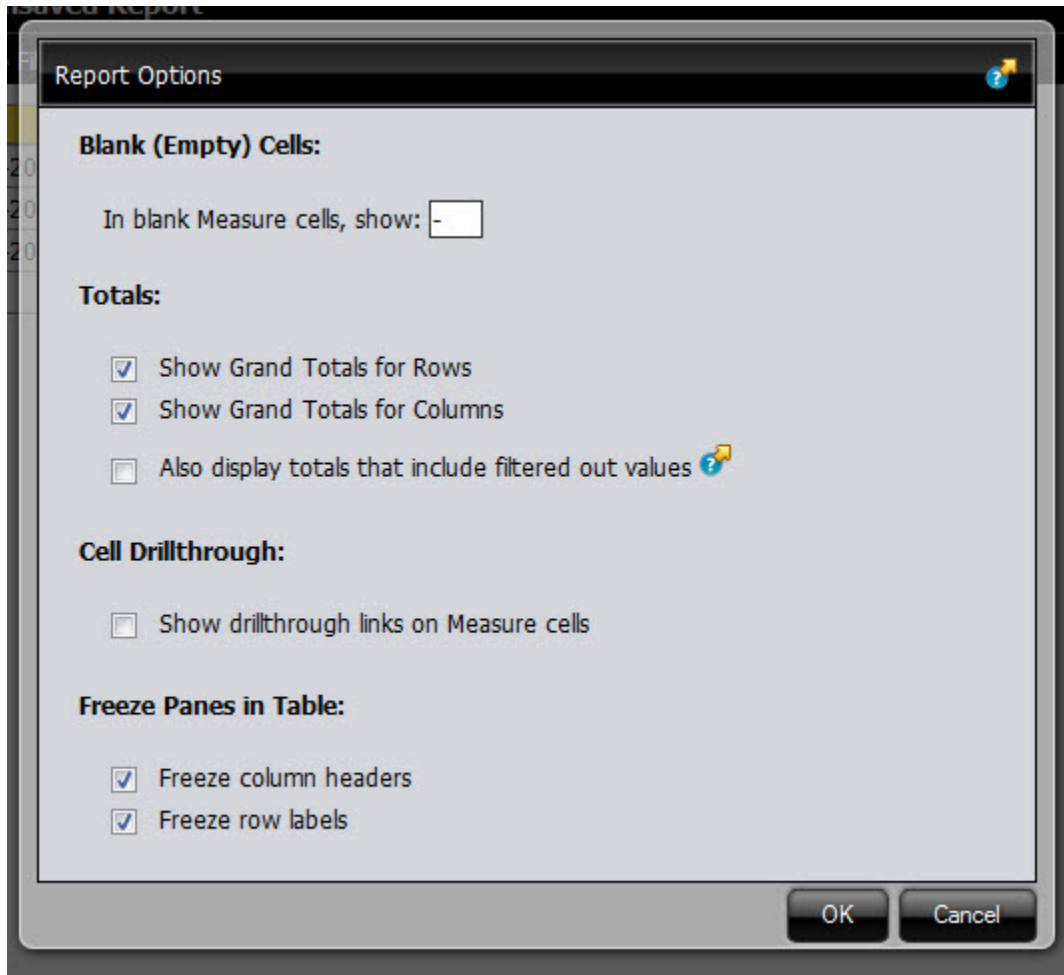 Report Options
Blank (Empty) Cells:
In blank Measure cells, show: -
Totals:
Show Grand Totals for Rows
Show Grand Totals for Columns
Also display totals that include filtered out values
Cell Drillthrough:
Show drillthrough links on Measure cells
Freeze Panes in Table:
Freeze column headers
Freeze row labels
OK Cancel